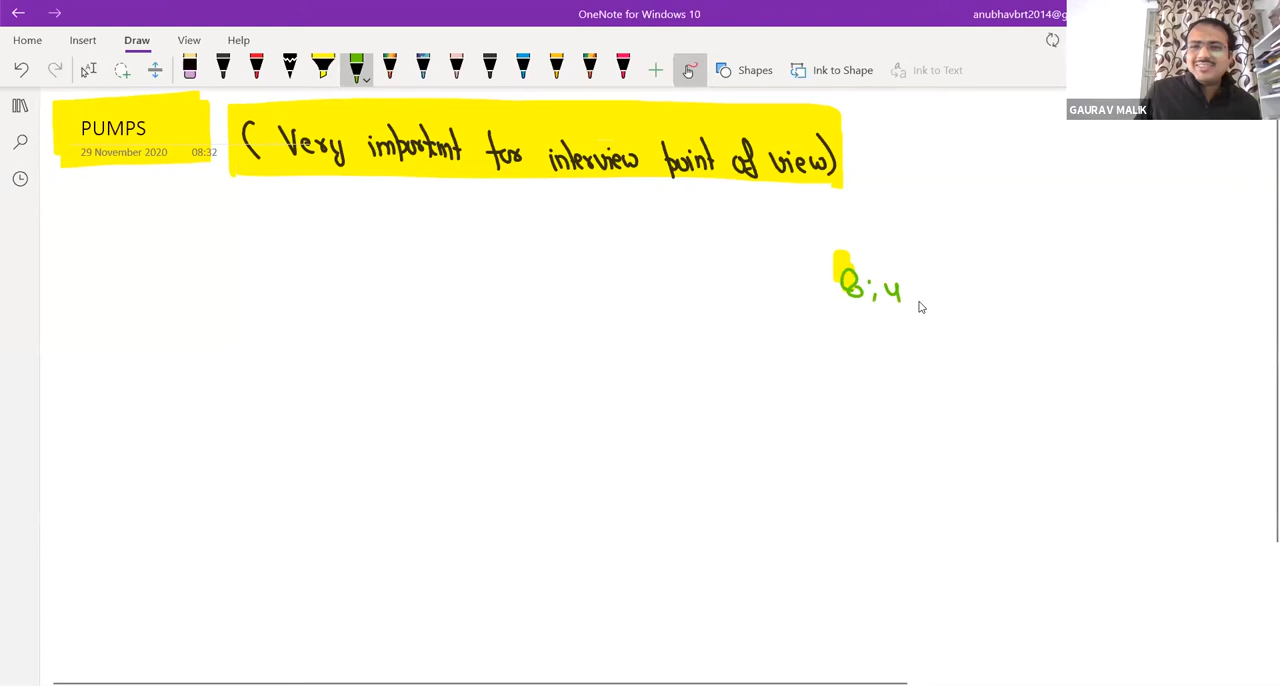 OneNote for Windows 10
anubhavbrt2014@g
Home Insert Draw View Help
Shapes Ink to Shape Ink to Text
GAURAV MALIK
PUMPS
29 November 2020 08:32
( Very important for interview point of view)